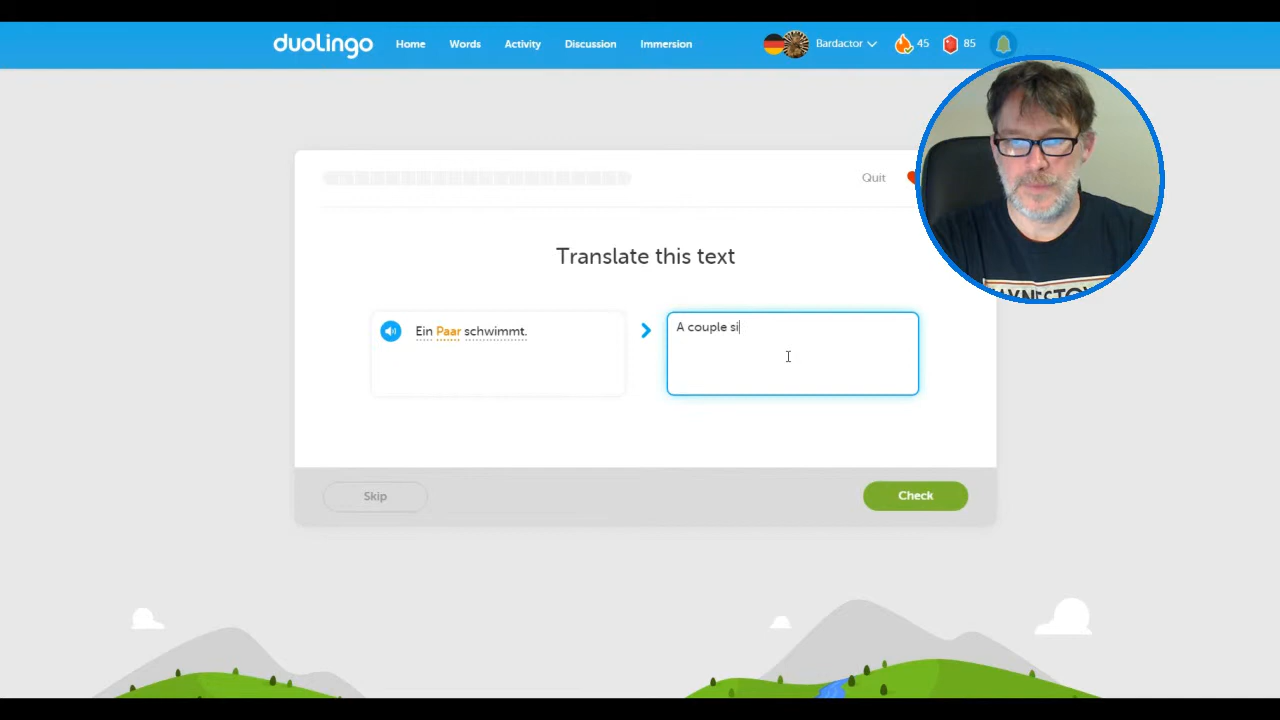 duolingo Home Words Activity Discussion Immersion Bardactor 45 85
Quit
Translate this text
Ein Paar schwimmt.
A couple si
Skip Check